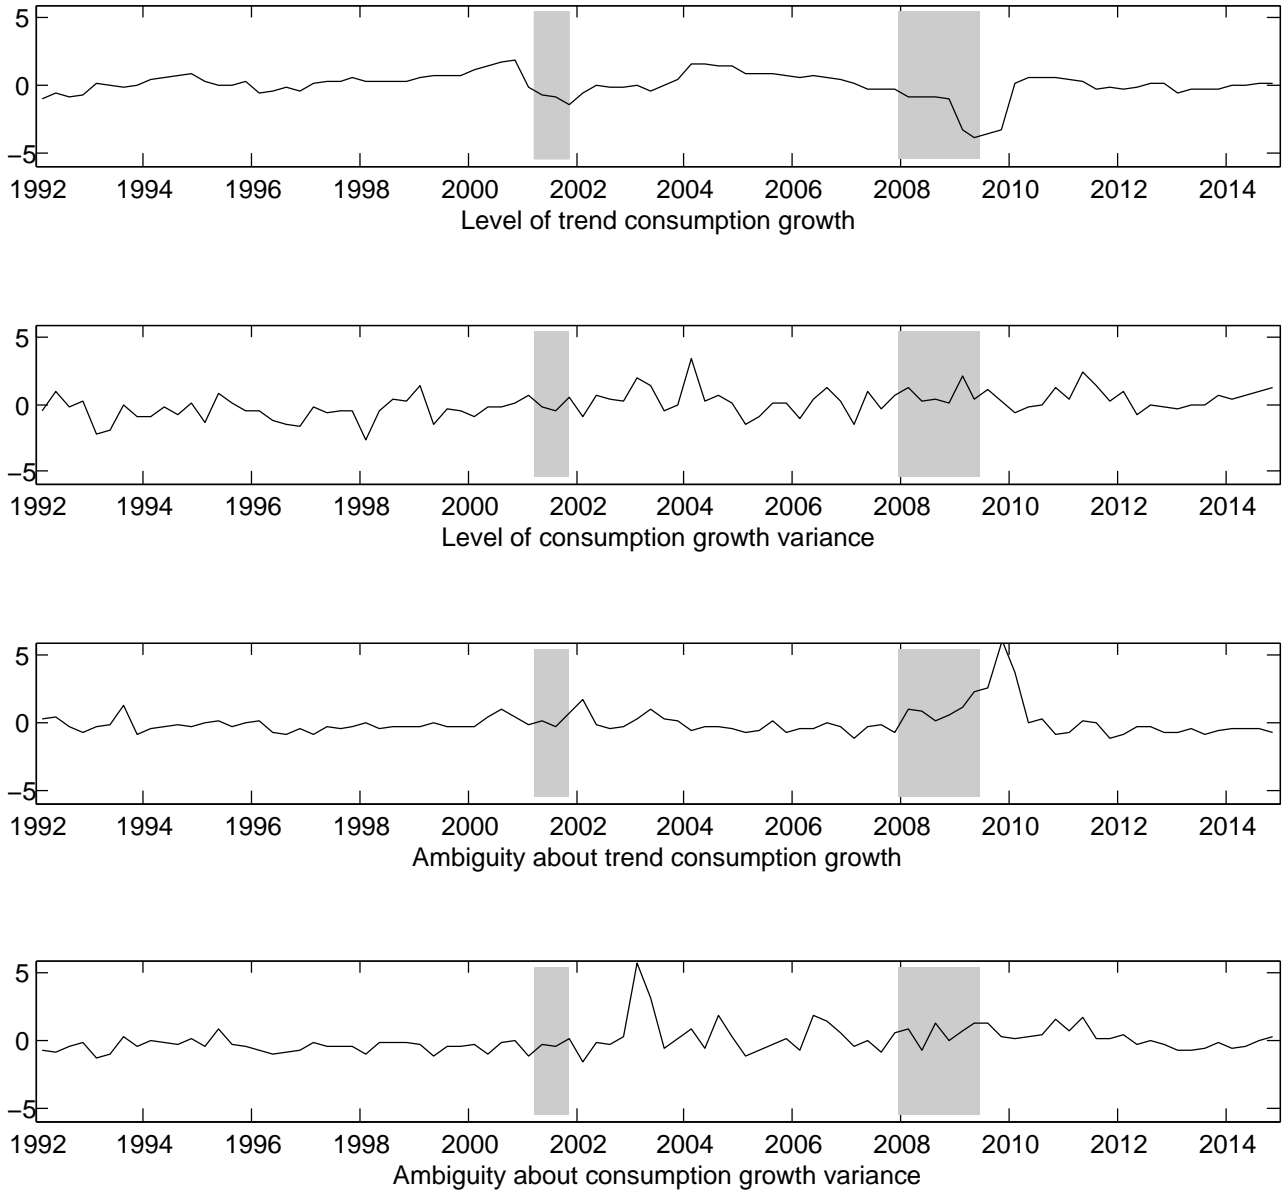 5
0
−5
1992 1994 1996 1998 2000 2002 2004 2006 2008 2010 2012 2014
Level of trend consumption growth
5
0
−5
1992 1994 1996 1998 2000 2002 2004 2006 2008 2010 2012 2014
Level of consumption growth variance
5
0
−5
1992 1994 1996 1998 2000 2002 2004 2006 2008 2010 2012 2014
Ambiguity about trend consumption growth
5
0
−5
1992 1994 1996 1998 2000 2002 2004 2006 2008 2010 2012 2014
Ambiguity about consumption growth variance